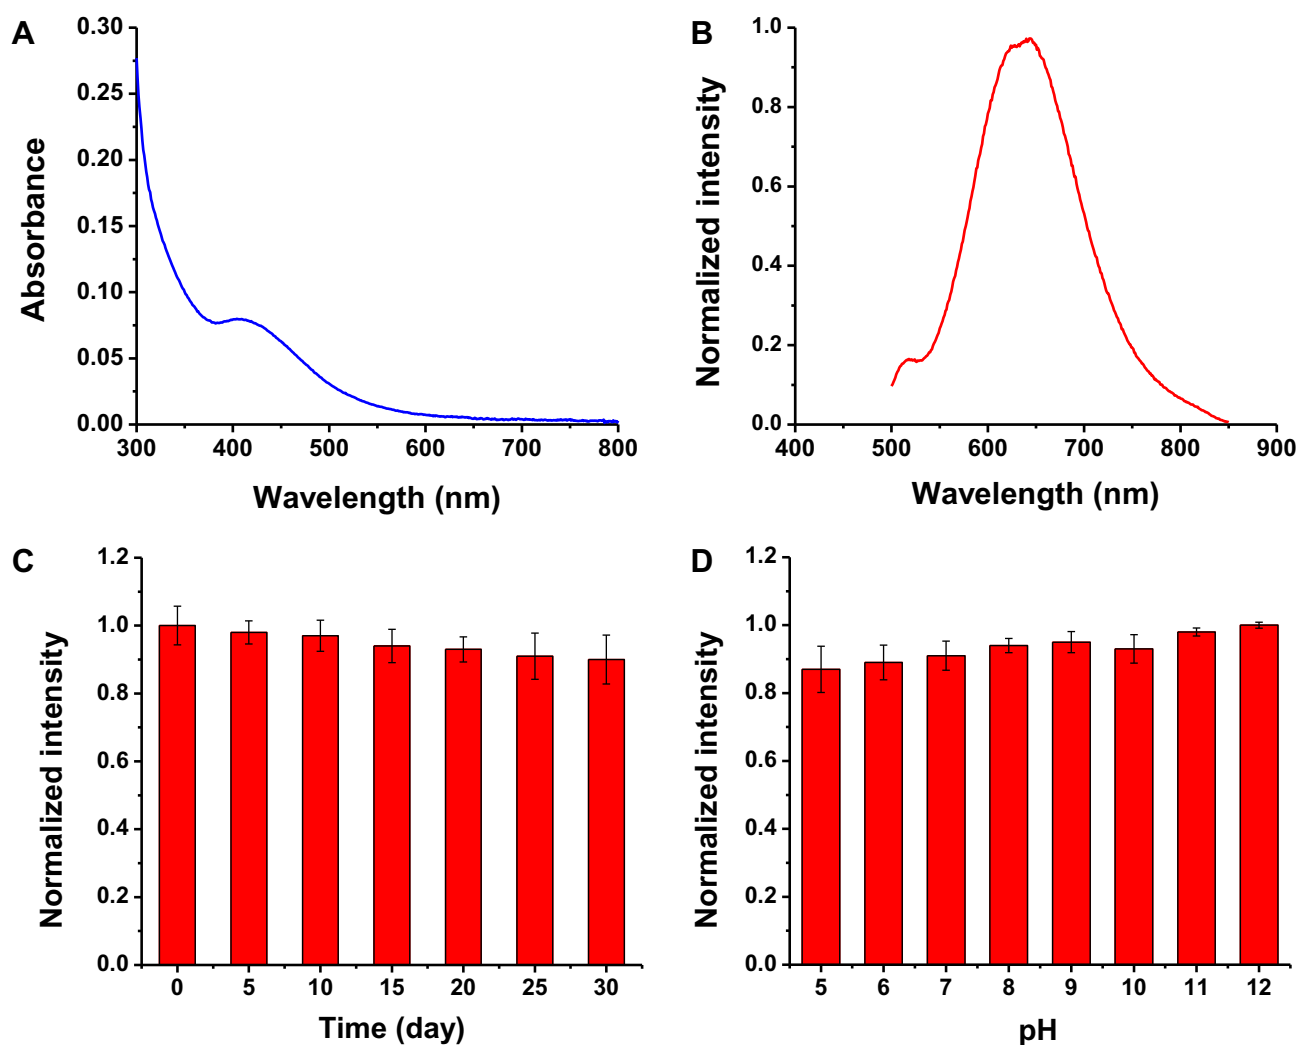 A
Absorbance
0.30
0.25
0.20
0.15
0.10
0.05
0.00
300 400 500 600 700 800
Wavelength (nm)
B
Normalized intensity
1.0
0.8
0.6
0.4
0.2
0.0
400 500 600 700 800 900
Wavelength (nm)
C
Normalized intensity
1.2
1.0
0.8
0.6
0.4
0.2
0.0
0 5 10 15 20 25 30
Time (day)
D
Normalized intensity
1.2
1.0
0.8
0.6
0.4
0.2
0.0
5 6 7 8 9 10 11 12
pH